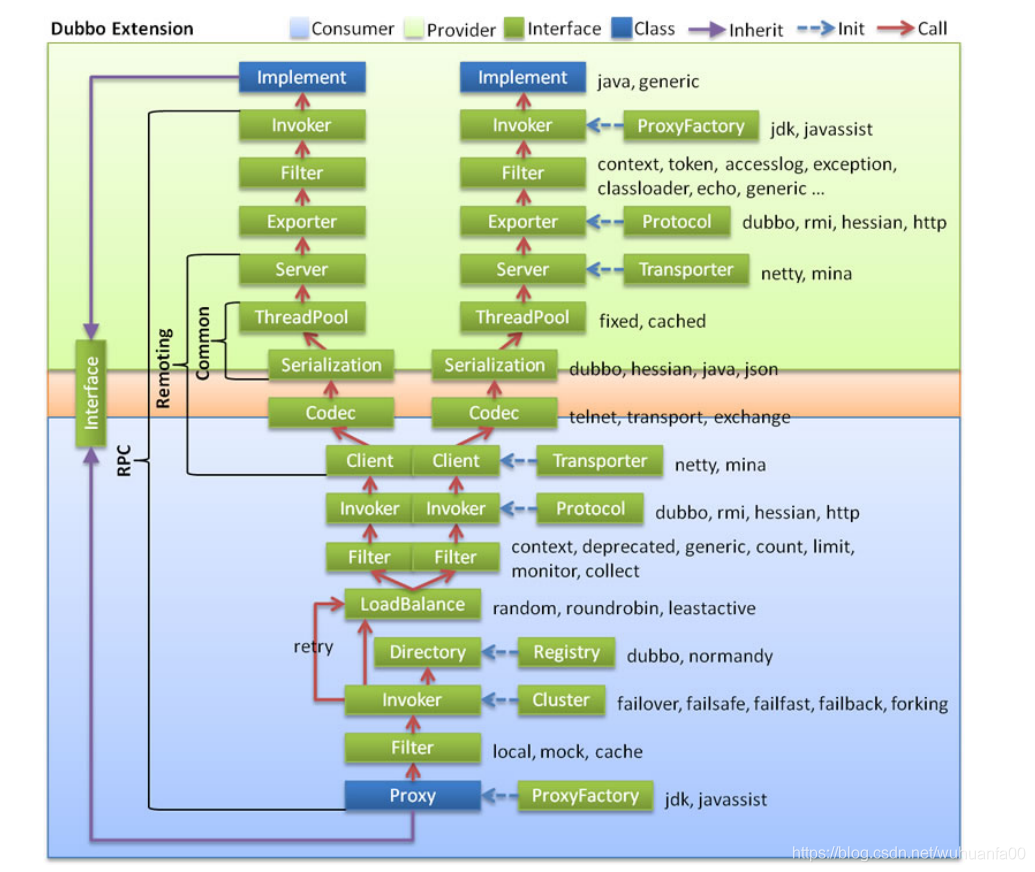 Dubbo Extension
Consumer
Provider
Interface
Class
Inherit
Init
Call
Implement
Implement
java, generic
Invoker
Invoker
ProxyFactory
jdk, javassist
Filter
Filter
context, token, accesslog, exception,
classloader, echo, generic ...
Exporter
Exporter
Protocol
dubbo, rmi, hessian, http
Server
Server
Transporter
netty, mina
ThreadPool
ThreadPool
fixed, cached
Common
Remoting
RPC
Interface
Serialization
Serialization
dubbo, hessian, java, json
Codec
Codec
telnet, transport, exchange
Client
Client
Transporter
netty, mina
Invoker
Invoker
Protocol
dubbo, rmi, hessian, http
Filter
Filter
context, deprecated, generic, count, limit,
monitor, collect
LoadBalance
random, roundrobin, leastactive
retry
Directory
Registry
dubbo, normandy
Invoker
Cluster
failover, failsafe, failfast, failback, forking
Filter
local, mock, cache
Proxy
ProxyFactory
jdk, javassist
https://blog.csdn.net/wuhuanfa00